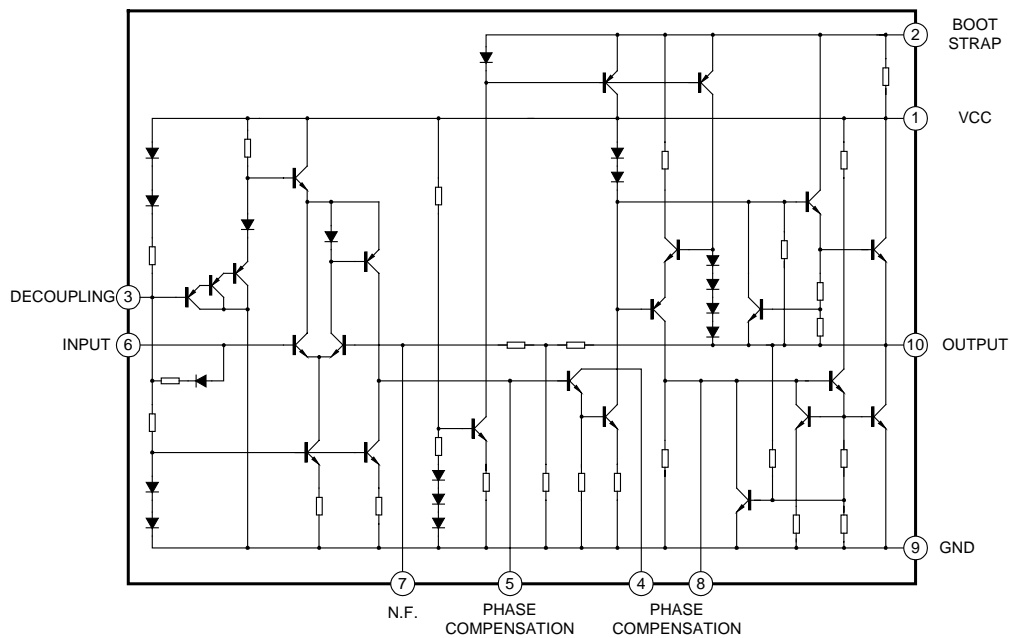 2 BOOT
STRAP
1 VCC
DECOUPLING 3
INPUT 6
10 OUTPUT
9 GND
7 5 4 8
N.F. PHASE PHASE
COMPENSATION COMPENSATION